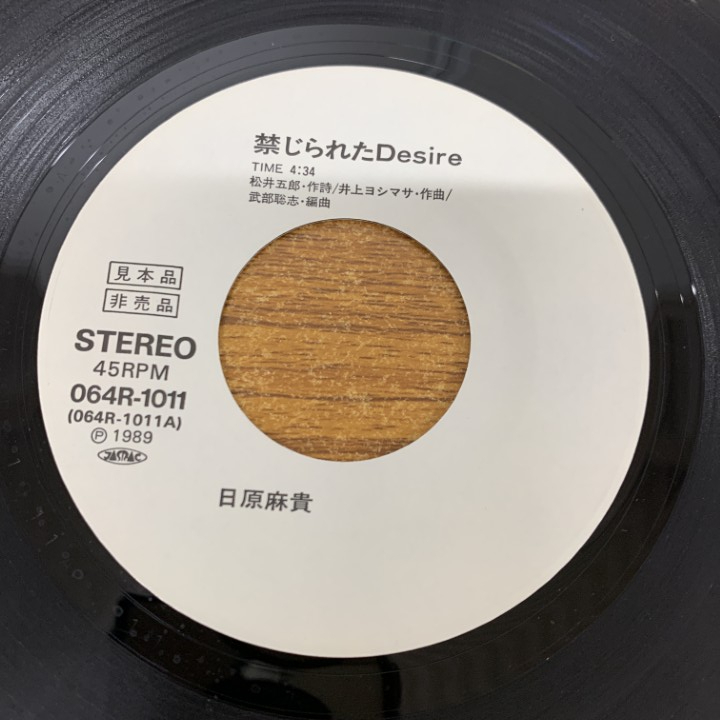 禁じられたDesire
TIME 4:34
松井五郎・作詩/井上ヨシマサ・作曲/
武部聡志・編曲
見本品
非売品
STEREO
45RPM
064R-1011
(064R-1011A)
Ⓟ 1989
JASRAC
日原麻貴